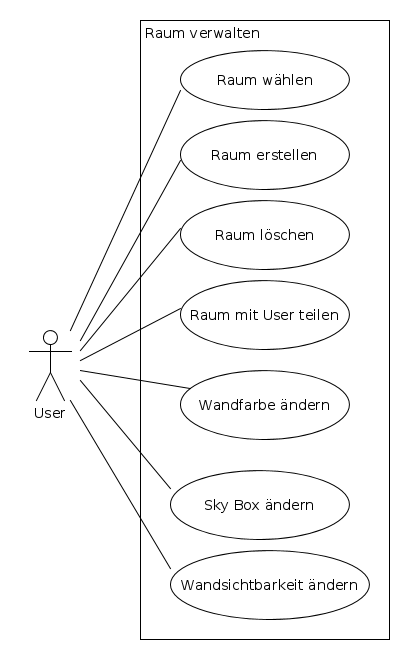 Raum verwalten
Raum wählen
Raum erstellen
Raum löschen
Raum mit User teilen
Wandfarbe ändern
User
Sky Box ändern
Wandsichtbarkeit ändern